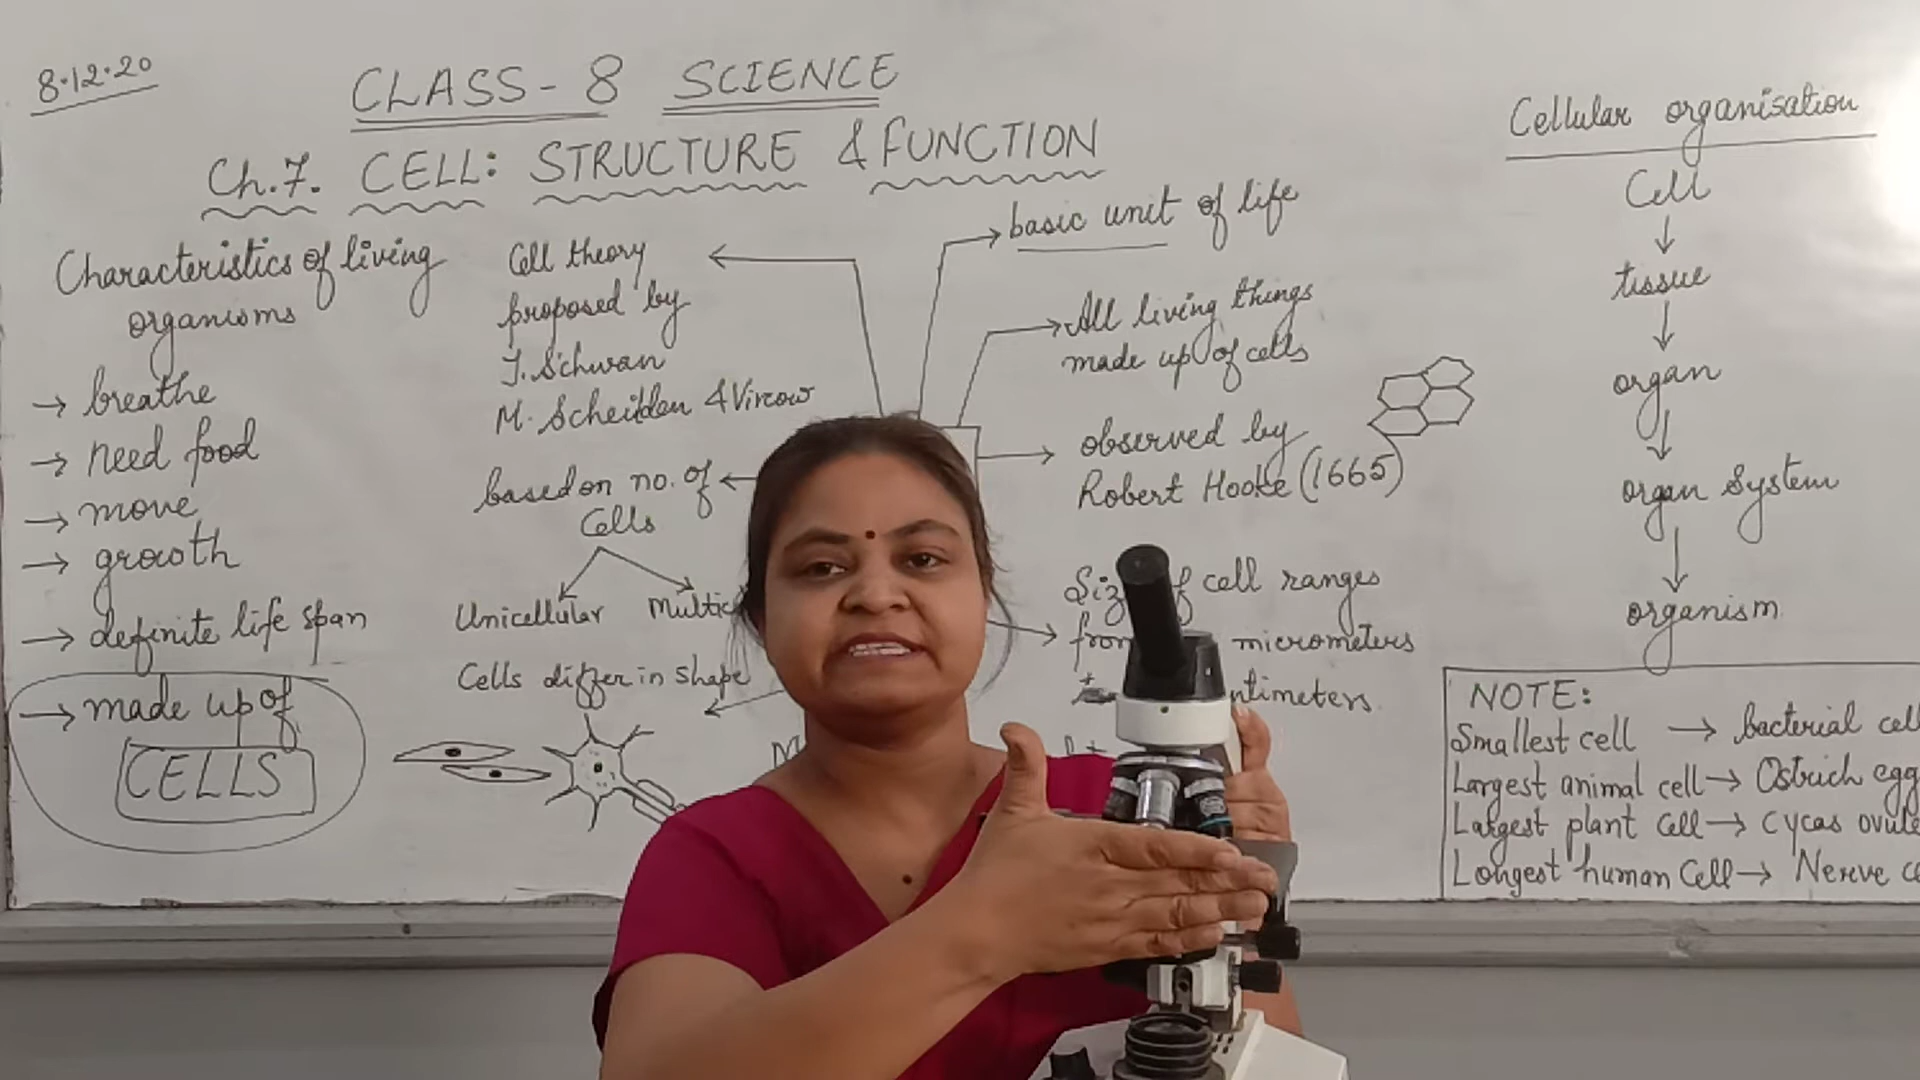 8.12.20
CLASS - 8 SCIENCE
Ch.7. CELL: STRUCTURE & FUNCTION
Characteristics of living
organisms
→ breathe
→ need food
→ move
→ growth
→ definite life span
→ made up of
CELLS
Cell theory
proposed by
T. Schwan
M. Scheilden & Vircow
based on no. of
Cells
Unicellular
Cells differ in shape
basic unit of life
All living things
made up of cells
observed by
Robert Hooke (1665)
cell ranges
micrometers
Cellular organisation
Cell
↓
tissue
↓
organ
↓
organ System
↓
organism
NOTE:
Smallest cell → bacterial cell
Largest animal cell → Ostrich egg
Largest plant cell → cycas ovule
Longest human Cell → Nerve